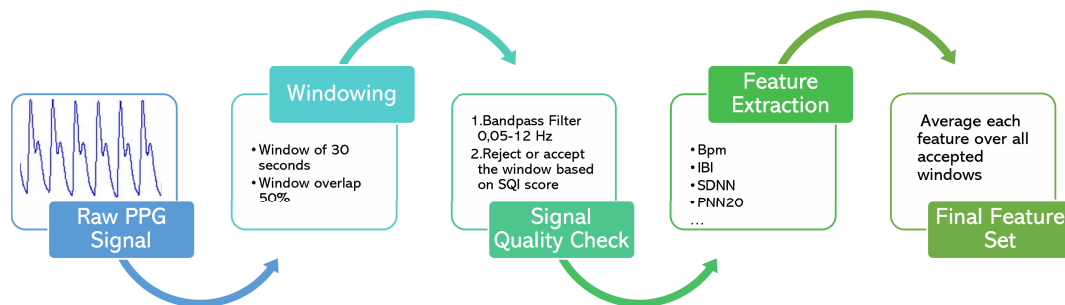 Raw PPG
Signal
Windowing
• Window of 30
seconds
• Window overlap
50%
1.Bandpass Filter
0,05-12 Hz
2.Reject or accept
the window based
on SQI score
Signal
Quality Check
Feature
Extraction
• Bpm
• IBI
• SDNN
• PNN20
...
Average each
feature over all
accepted
windows
Final Feature
Set